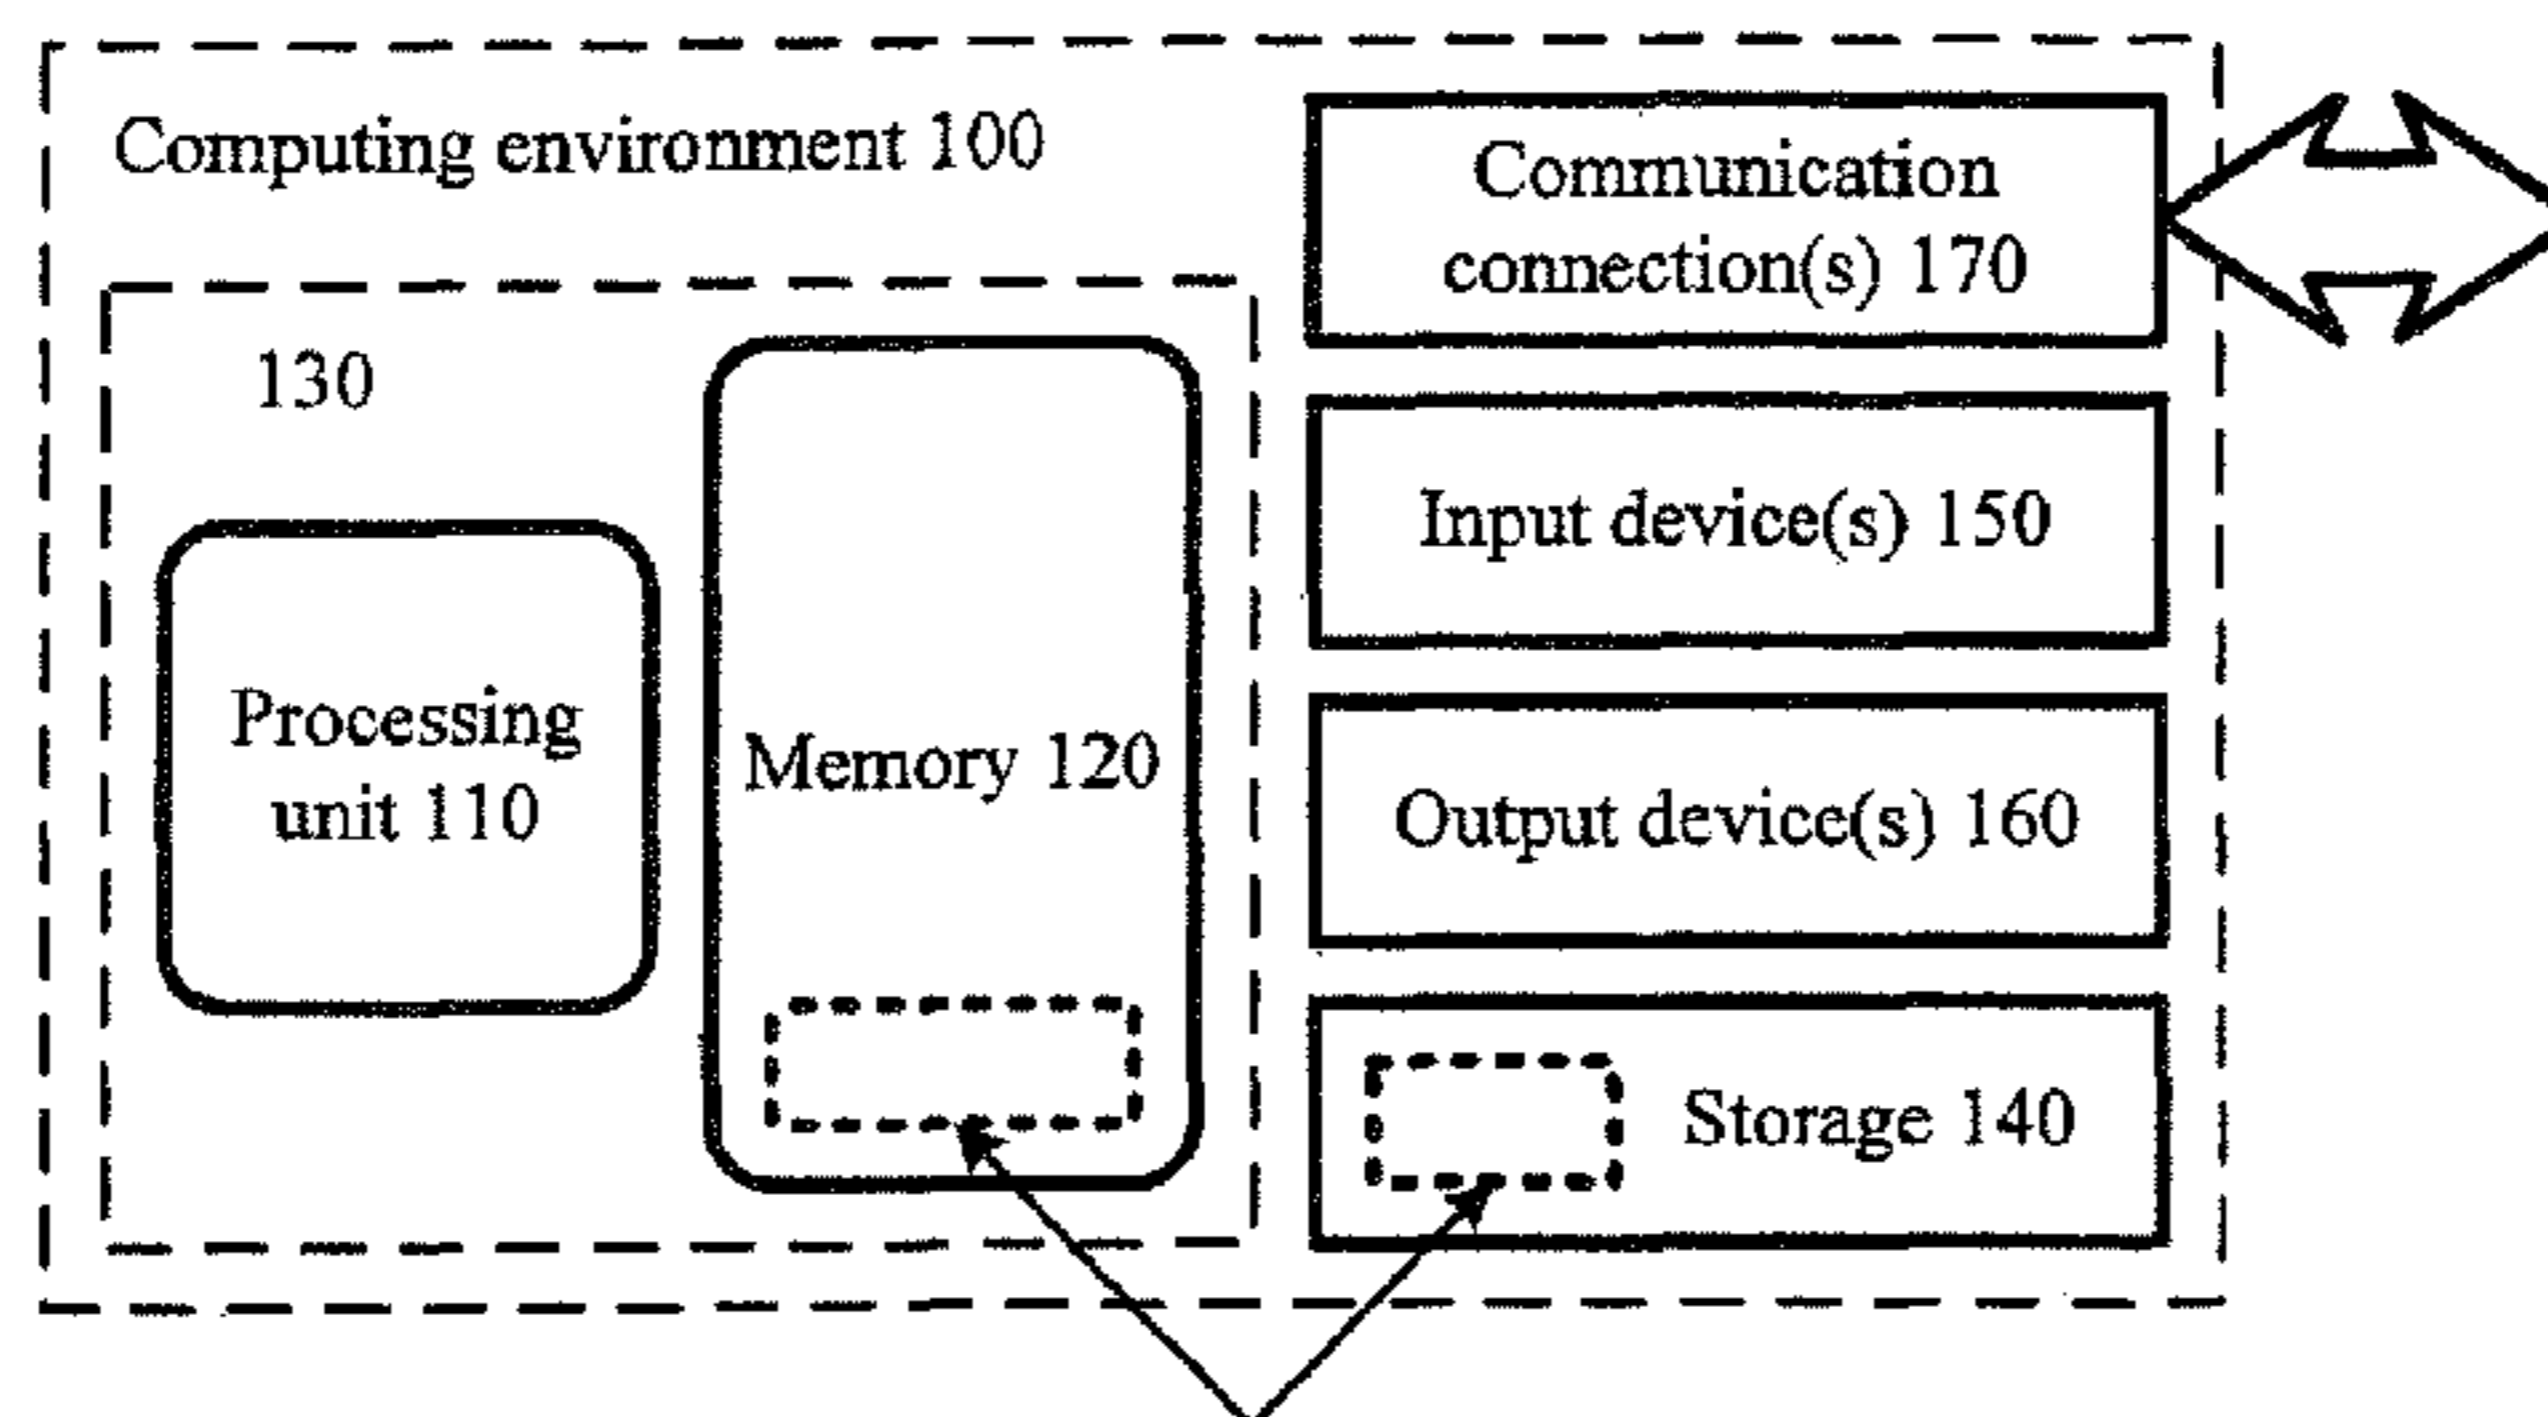 Computing environment 100
130
Processing
unit 110
Memory 120
Communication
connection(s) 170
Input device(s) 150
Output device(s) 160
Storage 140